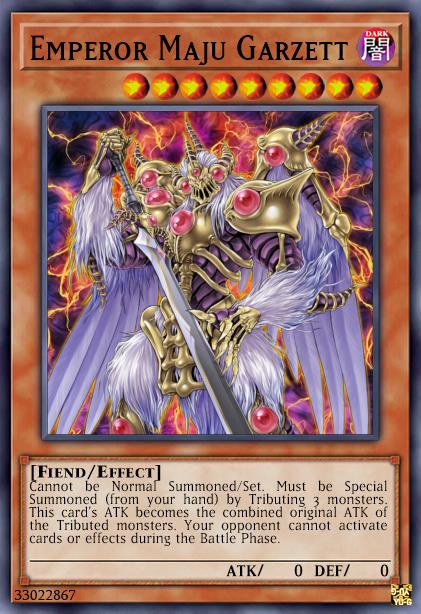 EMPEROR MAJU GARZETT
DARK
闇
[FIEND/EFFECT]
Cannot be Normal Summoned/Set. Must be Special
Summoned (from your hand) by Tributing 3 monsters.
This card's ATK becomes the combined original ATK of
the Tributed monsters. Your opponent cannot activate
cards or effects during the Battle Phase.
ATK/ 0 DEF/ 0
33022867